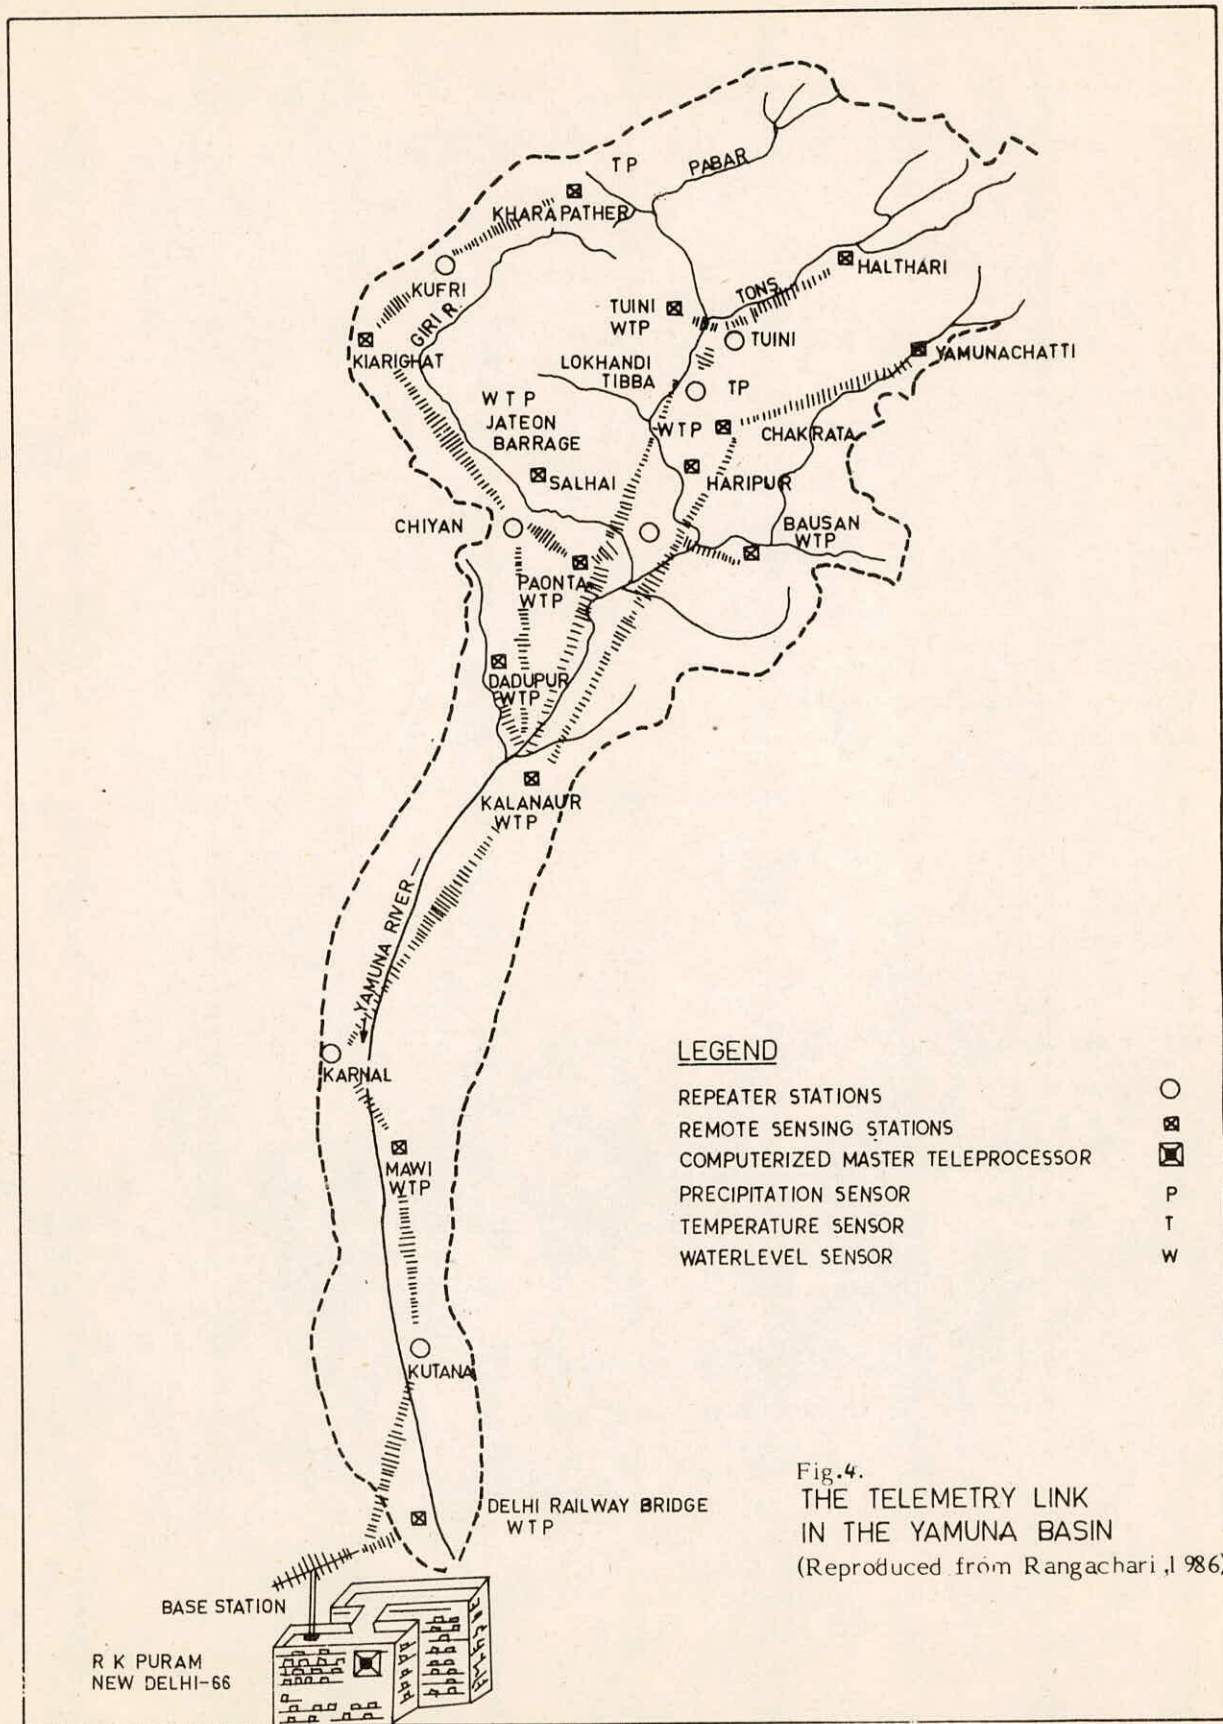 T P
PABAR
KHARA PATHER
KUFRI
GIRI R.
KIARIGHAT
TUINI
WTP
TONS
HALTHARI
TUINI
LOKHANDI
TIBBA
TP
YAMUNACHATTI
W T P
JATEON
BARRAGE
WTP
CHAKRATA
SALHAI
HARIPUR
CHIYAN
BAUSAN
WTP
PAONTA
WTP
DADUPUR
WTP
KALANAUR
WTP
YAMUNA RIVER
KARNAL
MAWI
WTP
KUTANA
DELHI RAILWAY BRIDGE
WTP
BASE STATION
R K PURAM
NEW DELHI-66
LEGEND
REPEATER STATIONS
REMOTE SENSING STATIONS
COMPUTERIZED MASTER TELEPROCESSOR
PRECIPITATION SENSOR P
TEMPERATURE SENSOR T
WATERLEVEL SENSOR W
Fig.4.
THE TELEMETRY LINK
IN THE YAMUNA BASIN
(Reproduced from Rangachari ,1 986)